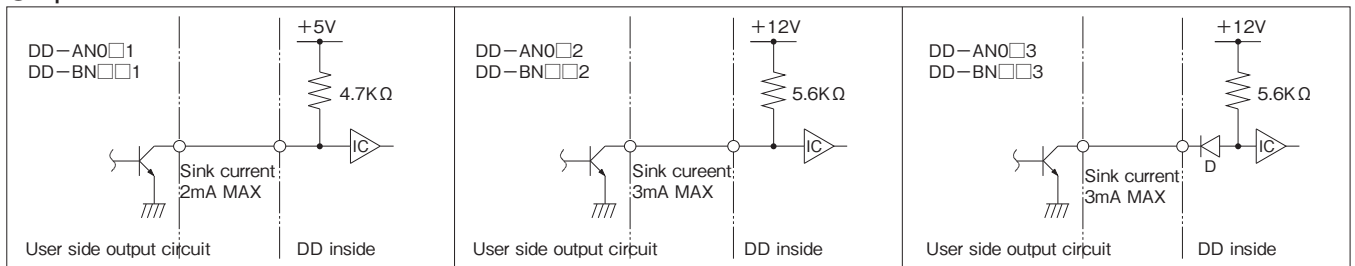 +5V
DD-AN0□1
DD-BN□□1
4.7KΩ
IC
Sink current
2mA MAX
User side output circuit
DD inside
+12V
DD-AN0□2
DD-BN□□2
5.6KΩ
IC
Sink cureent
3mA MAX
User side output circuit
DD inside
+12V
DD-AN0□3
DD-BN□□3
5.6KΩ
IC
D
Sink current
3mA MAX
User side output circuit
DD inside